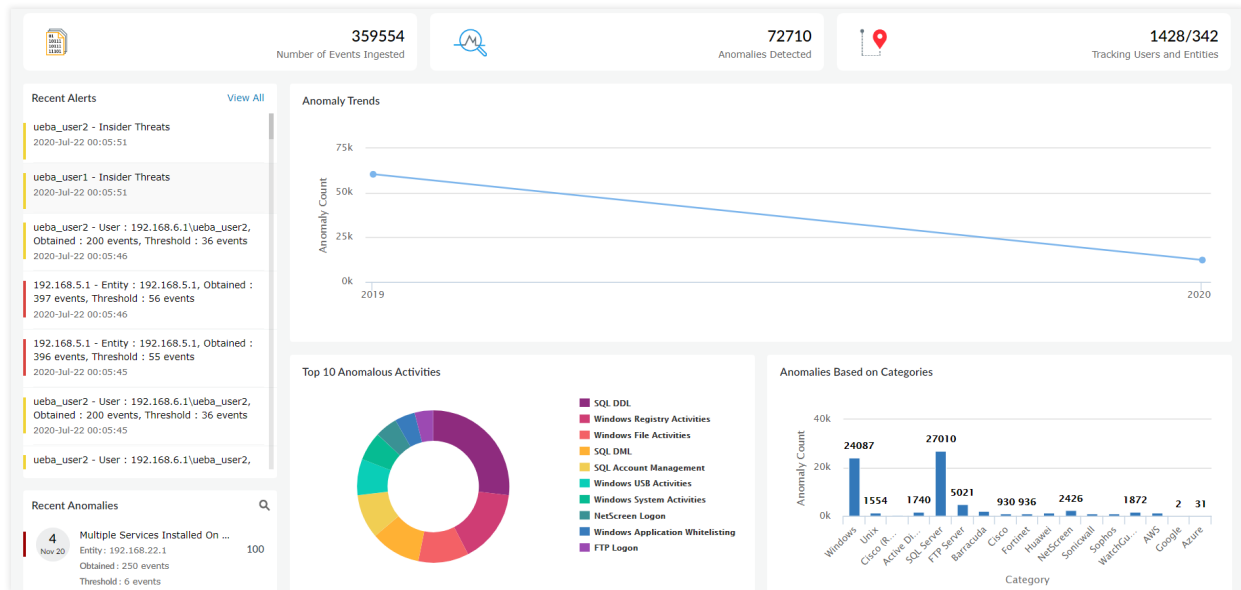 359554
Number of Events Ingested
72710
Anomalies Detected
1428/342
Tracking Users and Entities
Recent Alerts
View All
ueba_user2 - Insider Threats
2020-Jul-22 00:05:51
ueba_user1 - Insider Threats
2020-Jul-22 00:05:51
ueba_user2 - User : 192.168.6.1\ueba_user2,
Obtained : 200 events, Threshold : 36 events
2020-Jul-22 00:05:46
192.168.5.1 - Entity : 192.168.5.1, Obtained :
397 events, Threshold : 56 events
2020-Jul-22 00:05:46
192.168.5.1 - Entity : 192.168.5.1, Obtained :
396 events, Threshold : 55 events
2020-Jul-22 00:05:45
ueba_user2 - User : 192.168.6.1\ueba_user2,
Obtained : 200 events, Threshold : 36 events
2020-Jul-22 00:05:45
ueba_user2 - User : 192.168.6.1\ueba_user2,
Recent Anomalies
4
Nov 20
Multiple Services Installed On ...
Entity : 192.168.22.1
Obtained : 250 events
Threshold : 6 events
100
Anomaly Trends
Anomaly Count
75k
50k
25k
0k
2019
2020
Top 10 Anomalous Activities
SQL DDL
Windows Registry Activities
Windows File Activities
SQL DML
SQL Account Management
Windows USB Activities
Windows System Activities
NetScreen Logon
Windows Application Whitelisting
FTP Logon
Anomalies Based on Categories
Anomaly Count
40k
20k
0k
24087
1554
1740
27010
5021
930
936
2426
1872
2
31
Windows
Unix
Cisco (R...
Active Di...
SQL Server
FTP Server
Barracuda
Cisco
Fortinet
Huawei
NetScreen
Sonicwall
Sophos
WatchGu...
AWS
Google
Azure
Category